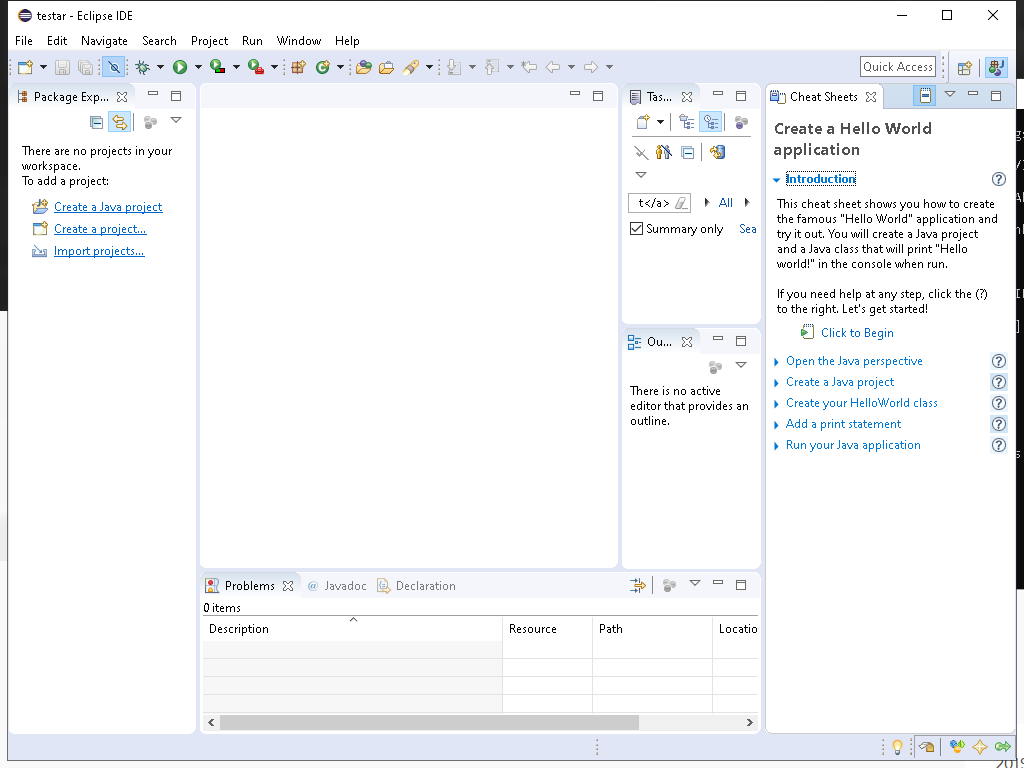 testar - Eclipse IDE
File Edit Navigate Search Project Run Window Help
Quick Access
Package Exp...
There are no projects in your
workspace.
To add a project:
Create a Java project
Create a project...
Import projects...
Tas...
t</a> All
Summary only Sea
Ou...
There is no active
editor that provides an
outline.
Cheat Sheets
Create a Hello World
application
Introduction
This cheat sheet shows you how to create
the famous "Hello World" application and
try it out. You will create a Java project
and a Java class that will print "Hello
world!" in the console when run.
If you need help at any step, click the (?)
to the right. Let's get started!
Click to Begin
Open the Java perspective
Create a Java project
Create your HelloWorld class
Add a print statement
Run your Java application
Problems @ Javadoc Declaration
0 items
Description Resource Path Locatio